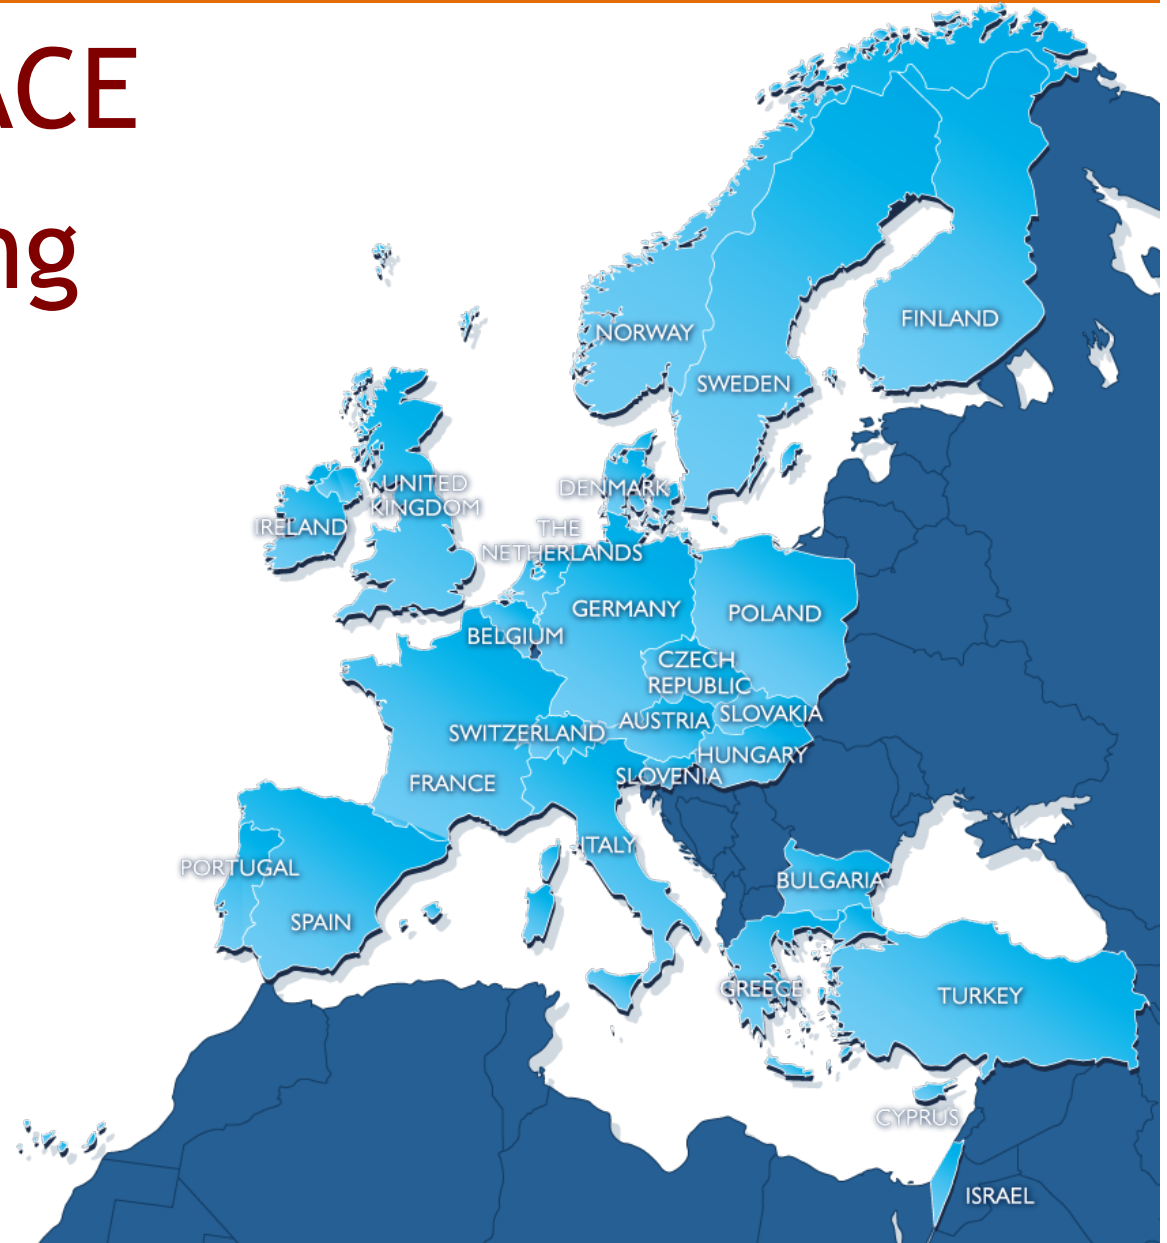 ACE
ng
NORWAY
FINLAND
SWEDEN
UNITED
KINGDOM
DENMARK
IRELAND
THE
NETHERLANDS
GERMANY
POLAND
BELGIUM
CZECH
REPUBLIC
AUSTRIA
SLOVAKIA
SWITZERLAND
HUNGARY
SLOVENIA
FRANCE
ITALY
PORTUGAL
BULGARIA
SPAIN
GREECE
TURKEY
CYPRUS
ISRAEL